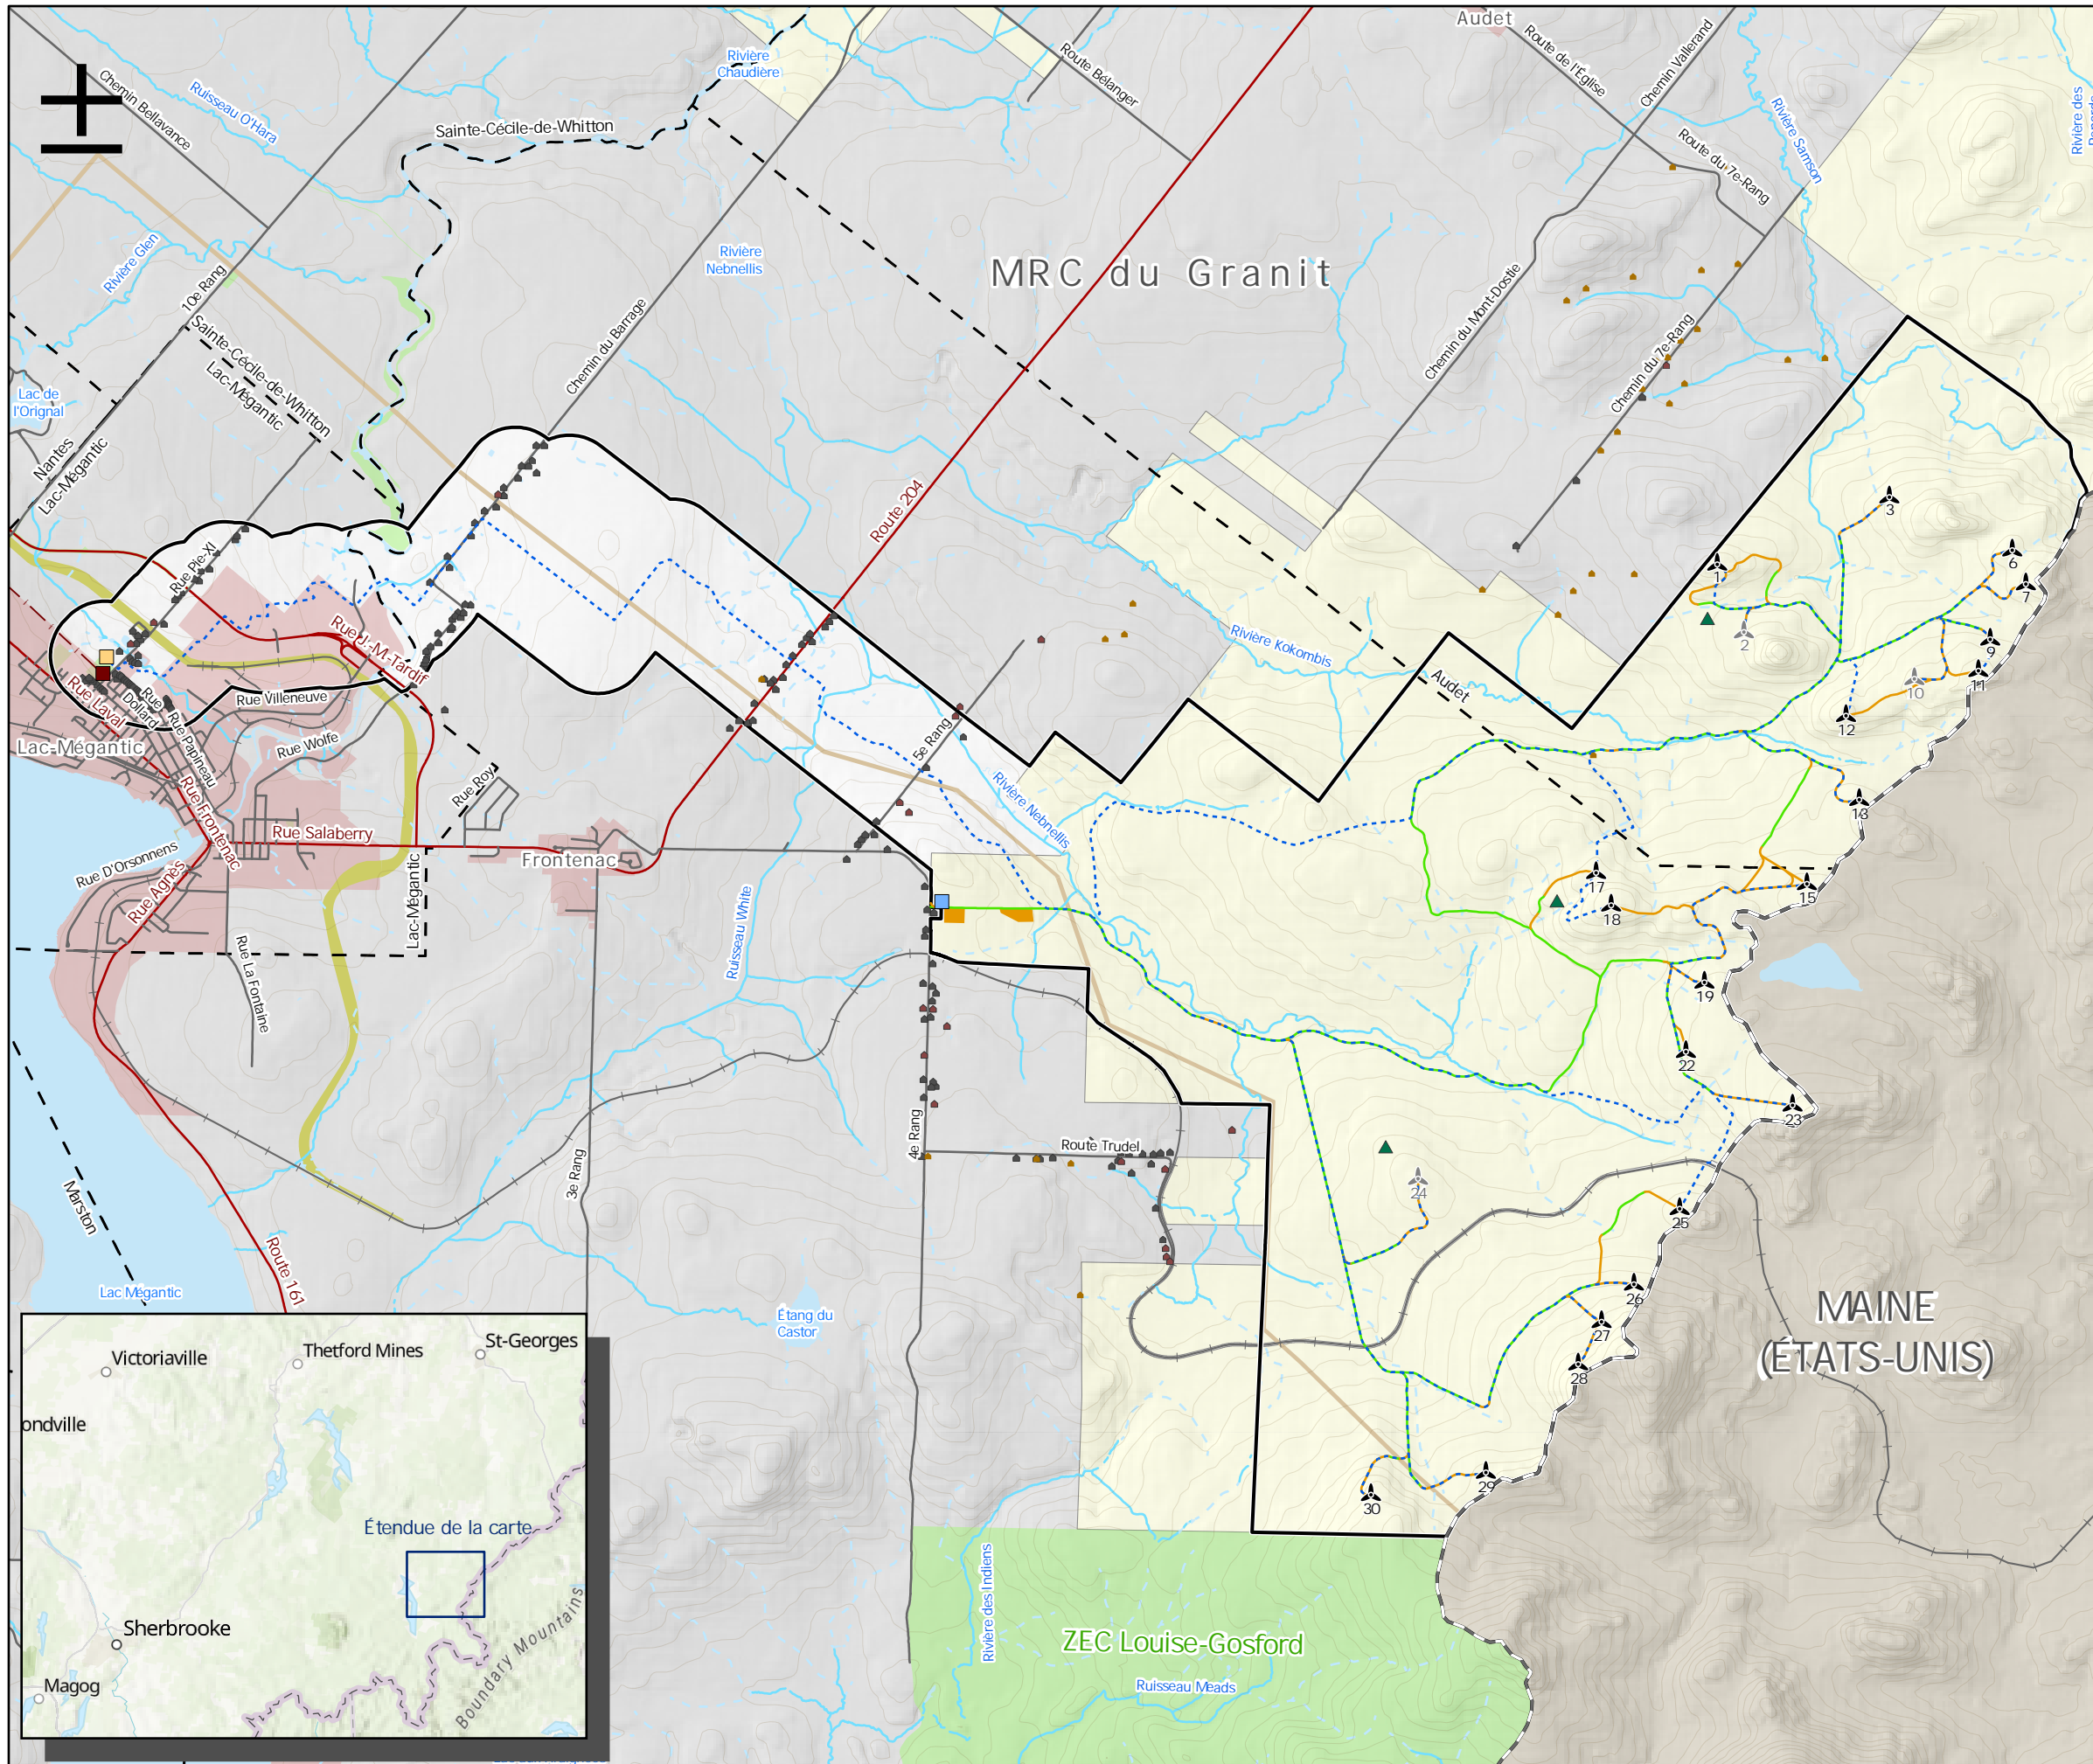 Audet
Route de l'Église
Chemin Vallerand
Route Bélanger
Rivière
Chaudière
Chemin Bellavance
Ruisseau O'Hara
Rivière Samson
Rivière des
Sainte-Cécile-de-Whitton
Route du 7e-Rang
Rivière Glen
Rivière
Nebnellis
MRC du Granit
10e Rang
Sainte-Cécile-de-Whitton
Lac-Mégantic
Chemin du Barrage
Chemin du Mont-Dostie
Chemin du 7e-Rang
Lac de
l'Orignal
Nantes
Lac-Mégantic
Route 204
3
6
1
7
Rue Pie-XI
2
9
Rue J.-M-Tardif
Rivière Kokombis
Audet
10
11
Rue Laval
Rue
Dollard
Rue Villeneuve
12
Rue Papineau
Lac-Mégantic
Rue Wolfe
5e Rang
Rue Roy
Rivière Nebnellis
13
Rue Frontenac
Rue Salaberry
Frontenac
Rue D'Orsonnens
Rue Agnès
17
15
18
Lac-Mégantic
Rue La Fontaine
Ruisseau White
19
22
23
4e Rang
Route Trudel
3e Rang
24
25
Marston
Route 161
Lac Mégantic
26
MAINE
(ÉTATS-UNIS)
Étang du
Castor
27
28
29
30
St-Georges
Thetford Mines
Victoriaville
ondville
Étendue de la carte
Sherbrooke
Boundary Mountains
Magog
Rivière des Indiens
ZEC Louise-Gosford
Ruisseau Meads